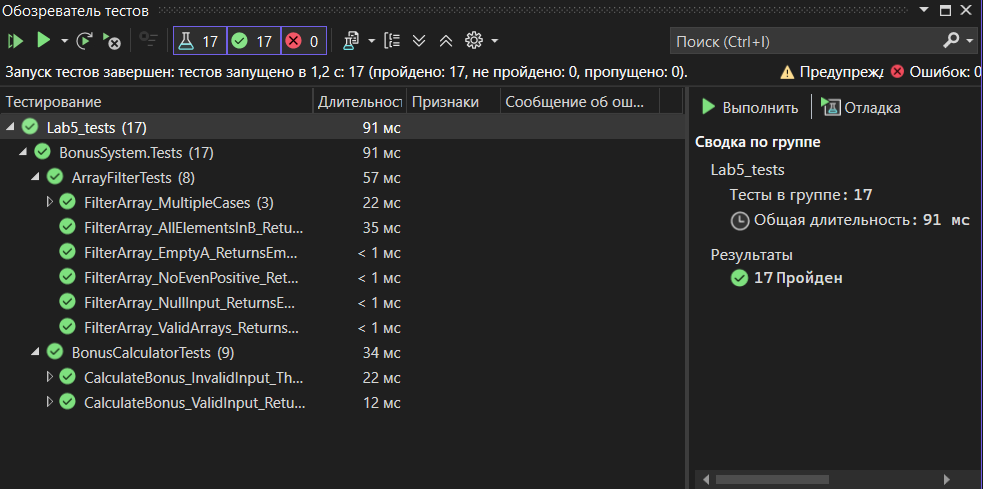 Обозреватель тестов
17 17 0
Поиск (Ctrl+I)
Запуск тестов завершен: тестов запущено в 1,2 с: 17 (пройдено: 17, не пройдено: 0, пропущено: 0).
Предупреж Ошибок: 0
Тестирование Длительност Признаки Сообщение об ош...
Lab5_tests (17) 91 мс
BonusSystem.Tests (17) 91 мс
ArrayFilterTests (8) 57 мс
FilterArray_MultipleCases (3) 22 мс
FilterArray_AllElementsInB_Retu... 35 мс
FilterArray_EmptyA_ReturnsEm... < 1 мс
FilterArray_NoEvenPositive_Ret... < 1 мс
FilterArray_NullInput_ReturnsE... < 1 мс
FilterArray_ValidArrays_Returns... < 1 мс
BonusCalculatorTests (9) 34 мс
CalculateBonus_InvalidInput_Th... 22 мс
CalculateBonus_ValidInput_Retu... 12 мс
Выполнить Отладка
Сводка по группе
Lab5_tests
Тесты в группе: 17
Общая длительность: 91 мс
Результаты
17 Пройден